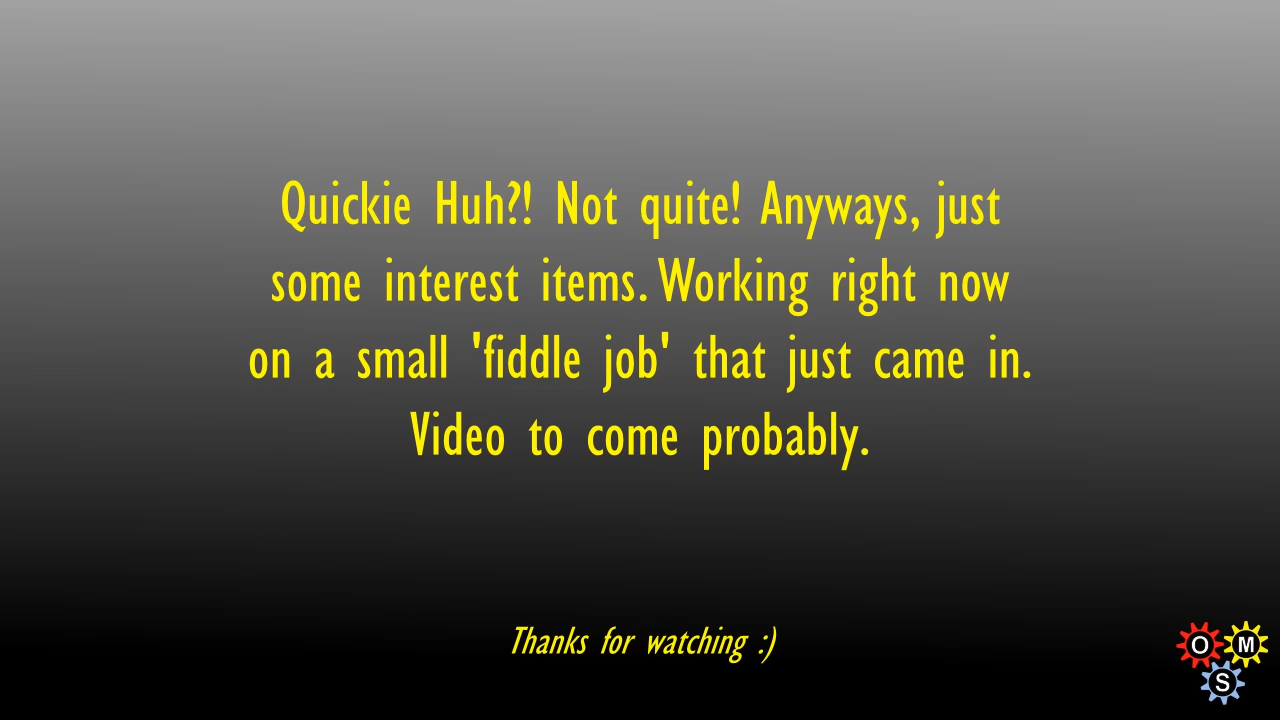 Quickie Huh?! Not quite! Anyways, just
some interest items. Working right now
on a small 'fiddle job' that just came in.
Video to come probably.
Thanks for watching :)
O M
S